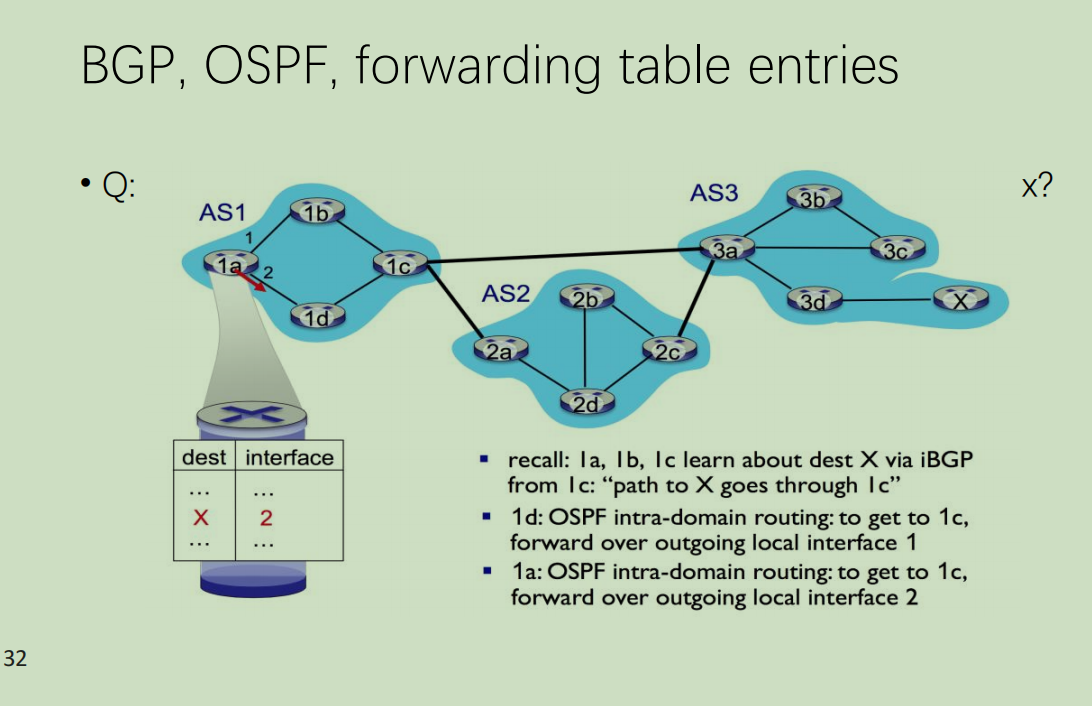 BGP, OSPF, forwarding table entries
• Q:
x?
AS1
1b
1
1a
2
1c
1d
AS2
2b
2a
2c
2d
AS3
3b
3a
3c
3d
X
dest interface
... ...
X 2
... ...
▪ recall: 1a, 1b, 1c learn about dest X via iBGP
from 1c: “path to X goes through 1c”
▪ 1d: OSPF intra-domain routing: to get to 1c,
forward over outgoing local interface 1
▪ 1a: OSPF intra-domain routing: to get to 1c,
forward over outgoing local interface 2
32